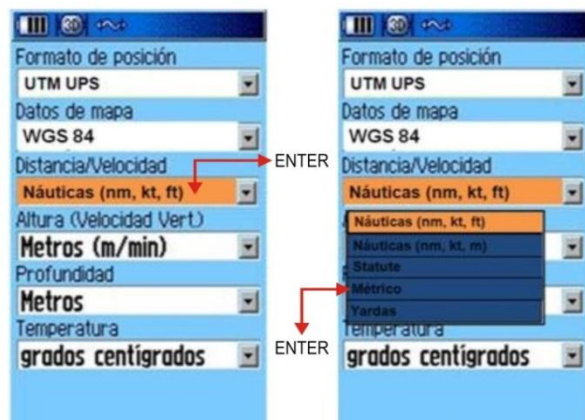 3D
Formato de posición
UTM UPS
Datos de mapa
WGS 84
Distancia/Velocidad
Náuticas (nm, kt, ft)
Altura (Velocidad Vert.)
Metros (m/min)
Profundidad
Metros
Temperatura
grados centígrados
ENTER
ENTER
3D
Formato de posición
UTM UPS
Datos de mapa
WGS 84
Distancia/Velocidad
Náuticas (nm, kt, ft)
Náuticas (nm, kt, ft)
Náuticas (nm, kt, m)
Statute
Métrico
Yardas
Temperatura
grados centígrados